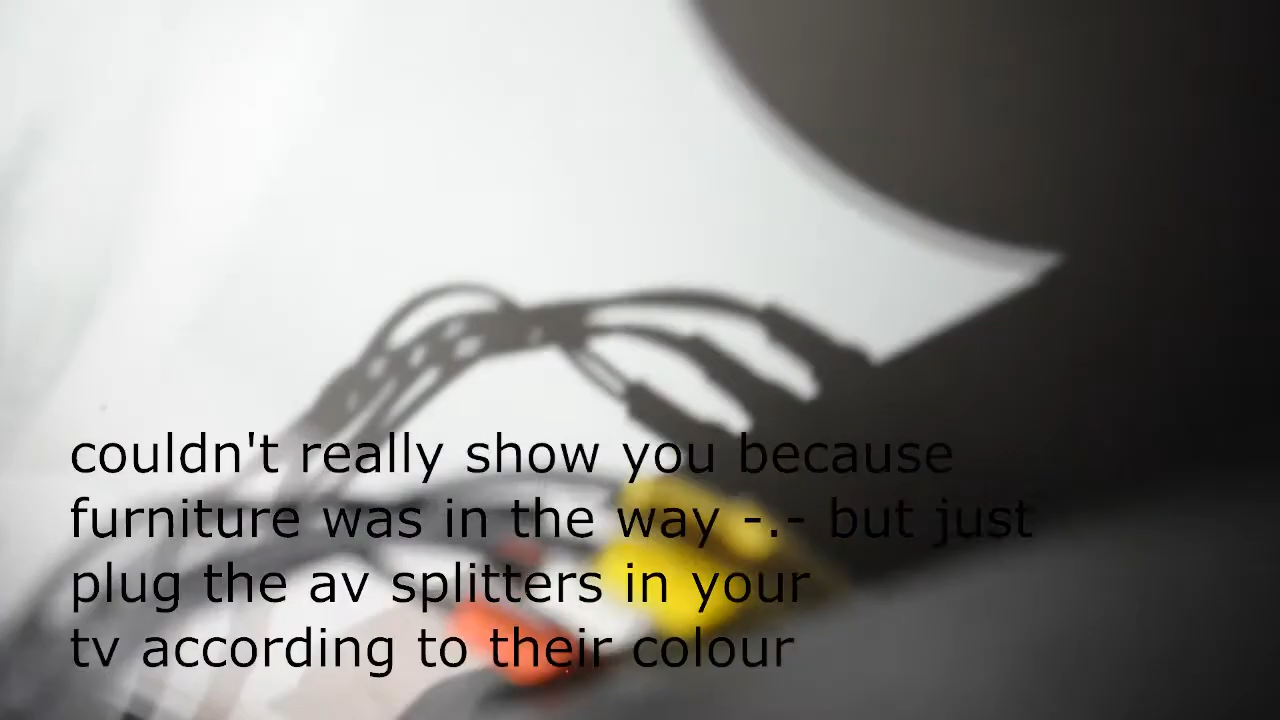 couldn't really show you because
furniture was in the way -.- but just
plug the av splitters in your
tv according to their colour